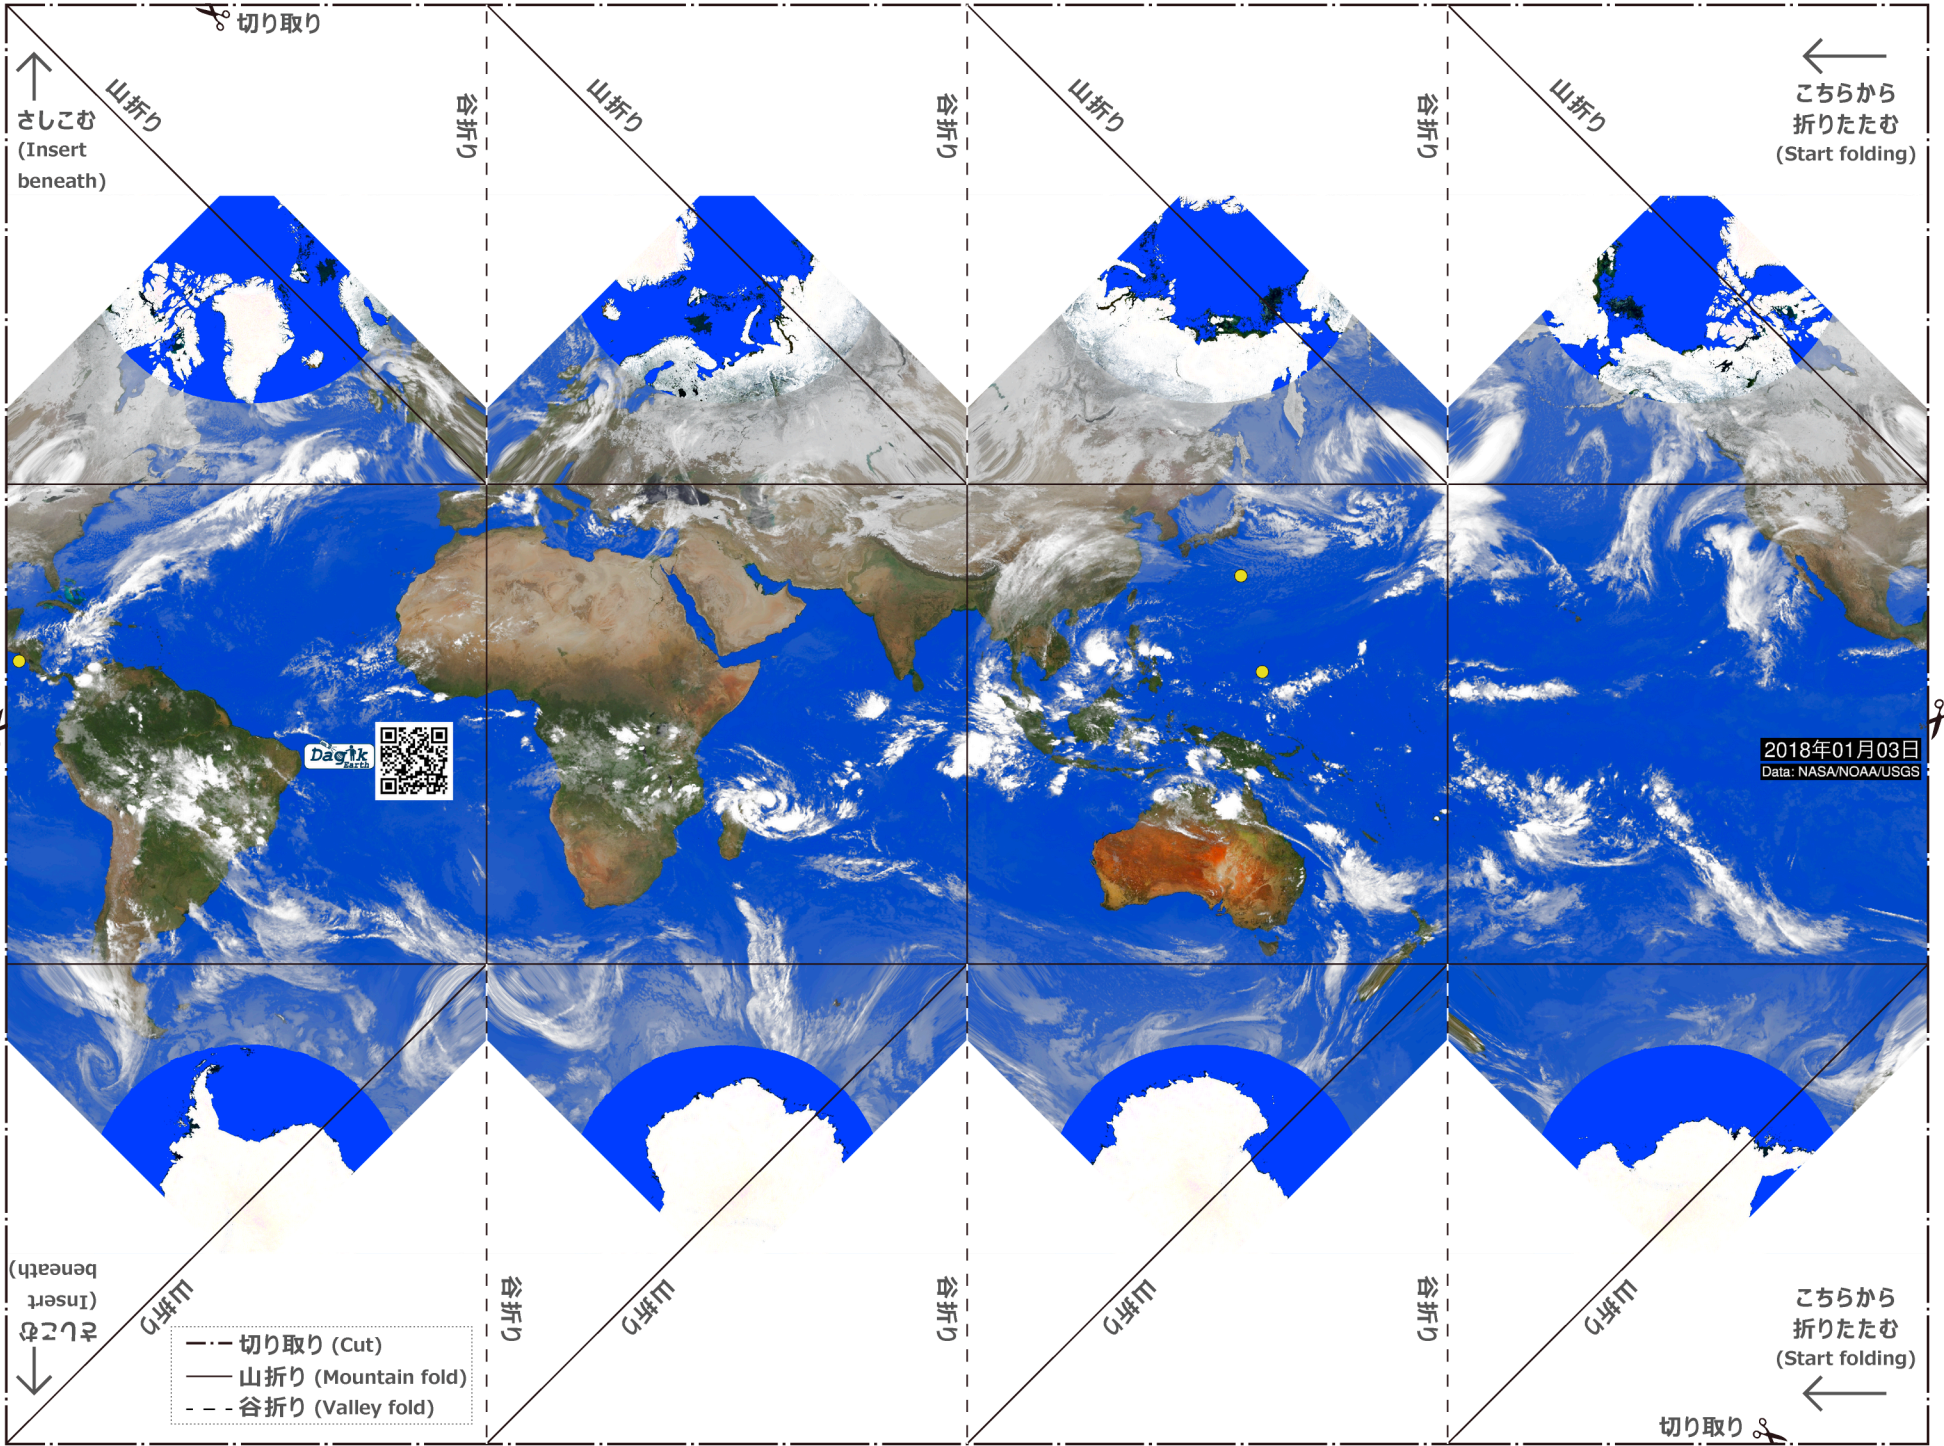 切り取り
さしこむ
(Insert
beneath)
山折り
谷折り
山折り
谷折り
山折り
谷折り
山折り
こちらから
折りたたむ
(Start folding)
Dagik
Earth
2018年01月03日
Data: NASA/NOAA/USGS
さしこむ
(Insert
beneath)
山折り
谷折り
山折り
谷折り
山折り
谷折り
山折り
こちらから
折りたたむ
(Start folding)
切り取り (Cut)
山折り (Mountain fold)
谷折り (Valley fold)
切り取り